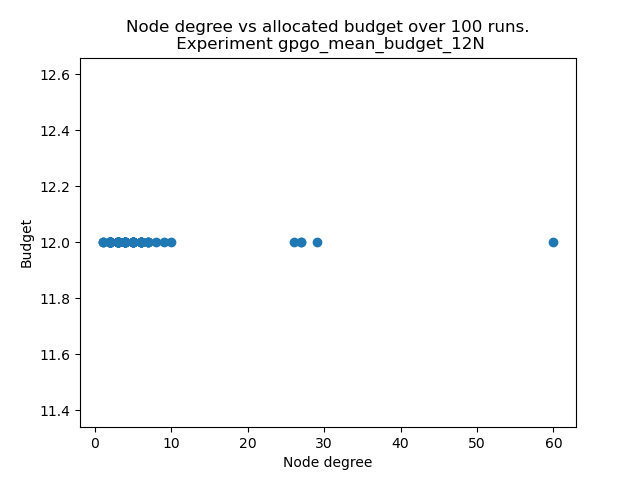 Node degree vs allocated budget over 100 runs.
Experiment gpgo_mean_budget_12N
12.6
12.4
12.2
12.0
11.8
11.6
11.4
Budget
0 10 20 30 40 50 60
Node degree